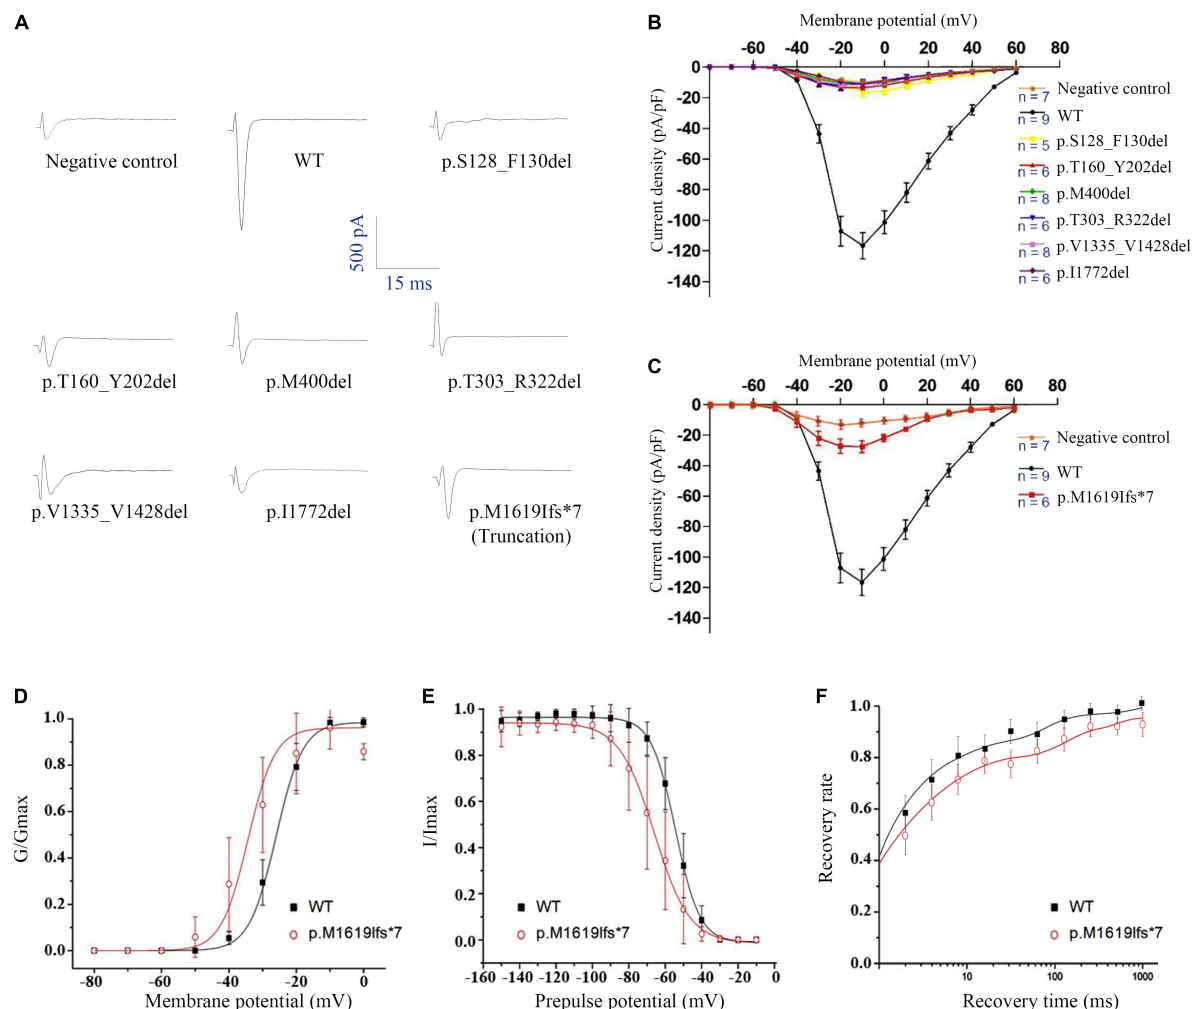 A
Negative control
WT
p.S128_F130del
500 pA
15 ms
p.T160_Y202del
p.M400del
p.T303_R322del
p.V1335_V1428del
p.I1772del
p.M1619Ifs*7
(Truncation)
B
Membrane potential (mV)
-60 -40 -20 0 20 40 60 80
0
-20
-40
-60
-80
-100
-120
-140
Current density (pA/pF)
n = 7 Negative control
n = 9 WT
n = 5 p.S128_F130del
n = 6 p.T160_Y202del
n = 8 p.M400del
n = 6 p.T303_R322del
n = 8 p.V1335_V1428del
n = 6 p.I1772del
C
Membrane potential (mV)
-60 -40 -20 0 20 40 60 80
0
-20
-40
-60
-80
-100
-120
-140
Current density (pA/pF)
n = 7 Negative control
n = 9 WT
n = 6 p.M1619Ifs*7
D
1.0
0.8
0.6
0.4
0.2
0.0
G/Gmax
WT
p.M1619Ifs*7
-80 -60 -40 -20 0
Membrane potential (mV)
E
1.0
0.8
0.6
0.4
0.2
0.0
I/Imax
WT
p.M1619Ifs*7
-160 -140 -120 -100 -80 -60 -40 -20 0
Prepulse potential (mV)
F
1.0
0.8
0.6
0.4
0.2
0.0
Recovery rate
WT
p.M1619Ifs*7
10 100 1000
Recovery time (ms)